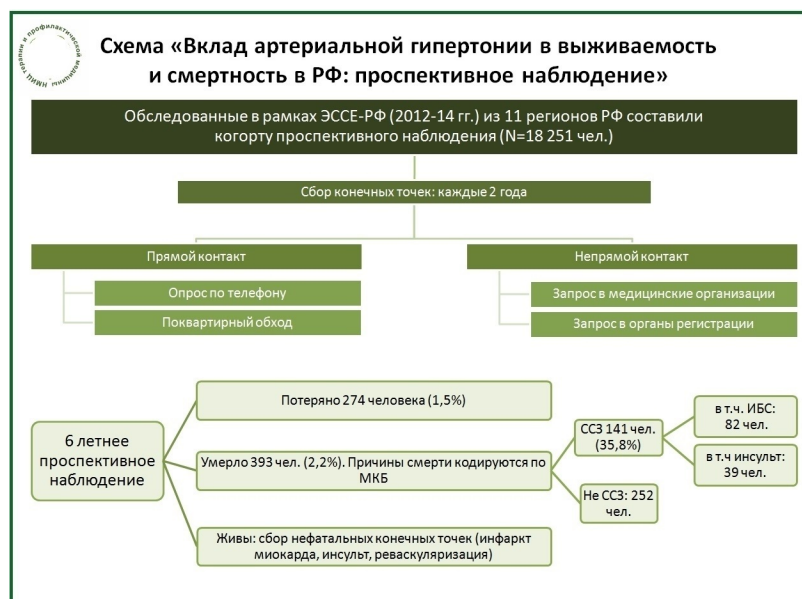 НМИЦ терапии и профилактической медицины
Схема «Вклад артериальной гипертонии в выживаемость
и смертность в РФ: проспективное наблюдение»
Обследованные в рамках ЭССЕ-РФ (2012-14 гг.) из 11 регионов РФ составили
когорту проспективного наблюдения (N=18 251 чел.)
Сбор конечных точек: каждые 2 года
Прямой контакт
Опрос по телефону
Поквартирный обход
Непрямой контакт
Запрос в медицинские организации
Запрос в органы регистрации
6 летнее
проспективное
наблюдение
Потеряно 274 человека (1,5%)
Умерло 393 чел. (2,2%). Причины смерти кодируются по
МКБ
ССЗ 141 чел.
(35,8%)
в т.ч. ИБС:
82 чел.
в т.ч инсульт:
39 чел.
Не ССЗ: 252
чел.
Живы: сбор нефатальных конечных точек (инфаркт
миокарда, инсульт, реваскуляризация)